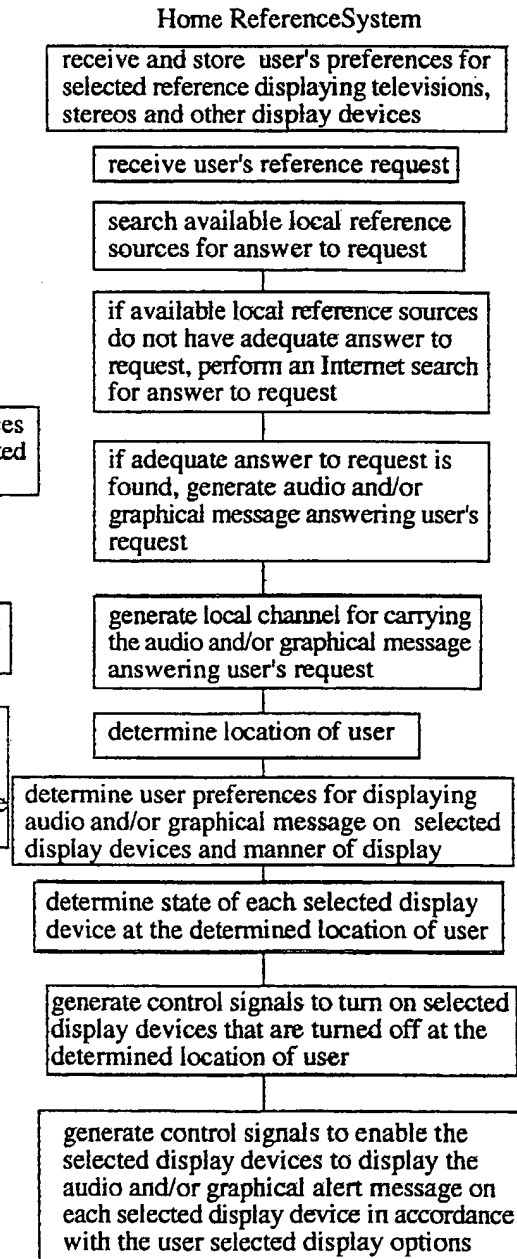 Home ReferenceSystem
receive and store user's preferences for
selected reference displaying televisions,
stereos and other display devices
receive user's reference request
search available local reference
sources for answer to request
if available local reference sources
do not have adequate answer to
request, perform an Internet search
for answer to request
ces
ted
if adequate answer to request is
found, generate audio and/or
graphical message answering user's
request
generate local channel for carrying
the audio and/or graphical message
answering user's request
determine location of user
e
determine user preferences for displaying
audio and/or graphical message on selected
display devices and manner of display
determine state of each selected display
device at the determined location of user
generate control signals to turn on selected
display devices that are turned off at the
determined location of user
generate control signals to enable the
selected display devices to display the
audio and/or graphical alert message on
each selected display device in accordance
with the user selected display options